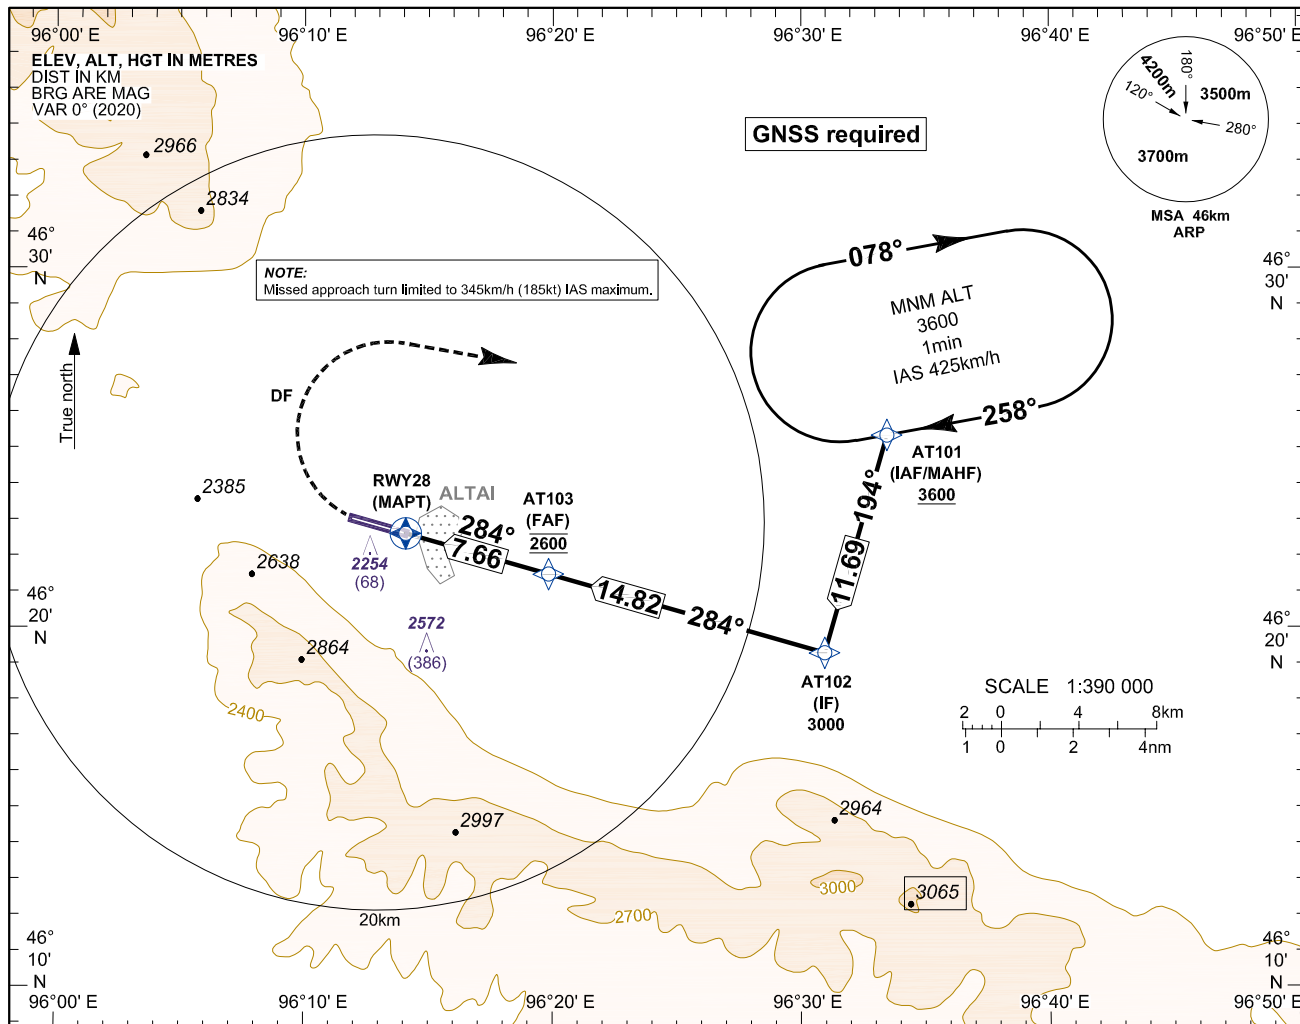 96°00' E
96°10' E
96°20' E
96°30' E
96°40' E
96°50' E
ELEV, ALT, HGT IN METRES
DIST IN KM
BRG ARE MAG
VAR 0° (2020)
2966
2834
GNSS required
4200m
180°
120°
3500m
280°
3700m
MSA 46km
ARP
46°
30'
N
46°
30'
N
NOTE:
Missed approach turn limited to 345km/h (185kt) IAS maximum.
078°
MNM ALT
3600
1min
IAS 425km/h
258°
True north
DF
AT101
(IAF/MAHF)
3600
RWY28
(MAPT)
ALTAI
AT103
(FAF)
2600
2385
284°
7.66
194°
11.69
2254
(68)
2638
14.82
284°
46°
20'
N
46°
20'
N
2572
(386)
2864
AT102
(IF)
3000
SCALE 1:390 000
2 0 4 8km
1 0 2 4nm
2400
2997
2964
3000
3065
2700
20km
46°
10'
N
46°
10'
N
96°00' E
96°10' E
96°20' E
96°30' E
96°40' E
96°50' E